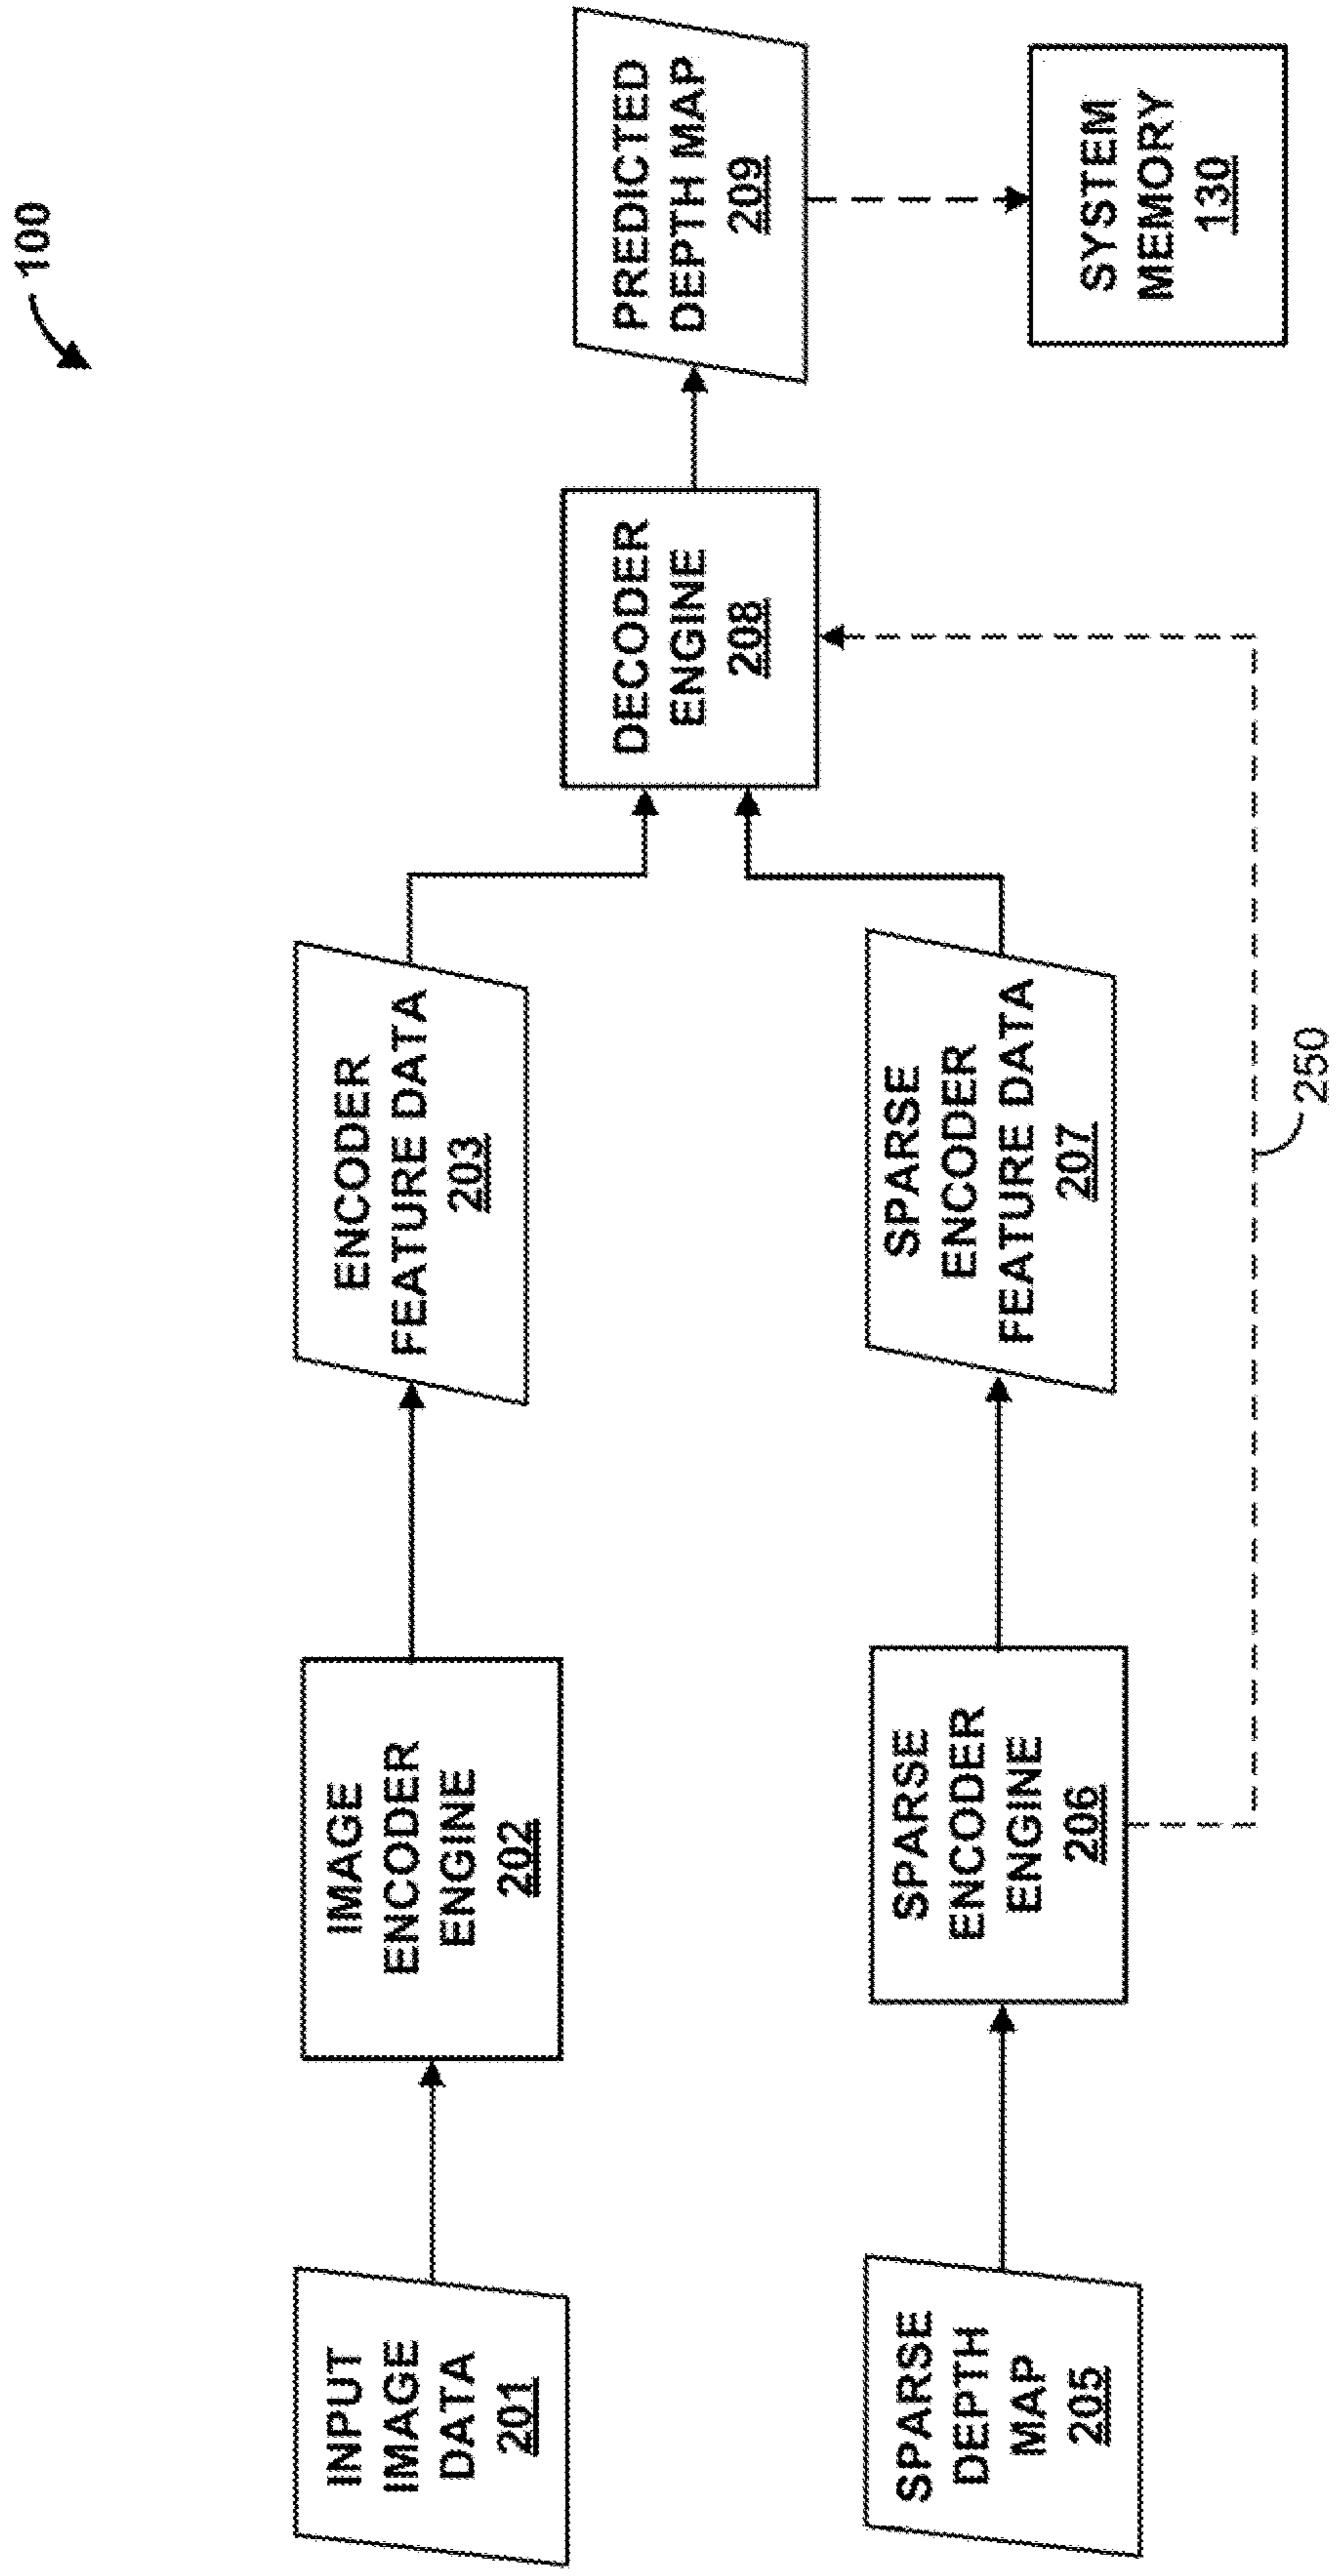 100
INPUT
IMAGE
DATA
201
IMAGE
ENCODER
ENGINE
202
ENCODER
FEATURE DATA
203
SPARSE
DEPTH
MAP
205
SPARSE
ENCODER
ENGINE
206
SPARSE
ENCODER
FEATURE DATA
207
DECODER
ENGINE
208
PREDICTED
DEPTH MAP
209
SYSTEM
MEMORY
130
250